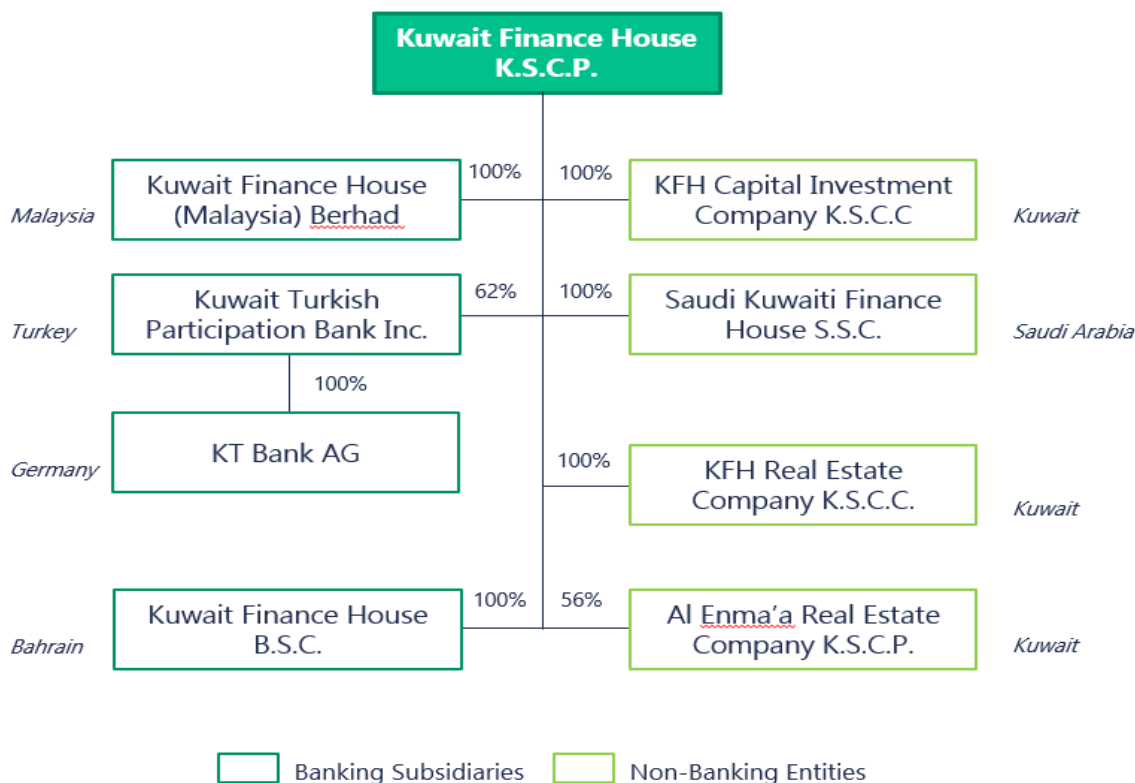 Kuwait Finance House
K.S.C.P.
100%
100%
Kuwait Finance House
(Malaysia) Berhad
KFH Capital Investment
Company K.S.C.C
Malaysia
Kuwait
62%
100%
Kuwait Turkish
Participation Bank Inc.
Saudi Kuwaiti Finance
House S.S.C.
Turkey
Saudi Arabia
100%
KT Bank AG
Germany
100%
KFH Real Estate
Company K.S.C.C.
Kuwait
100%
56%
Kuwait Finance House
B.S.C.
Al Enma’a Real Estate
Company K.S.C.P.
Bahrain
Kuwait
Banking Subsidiaries
Non-Banking Entities